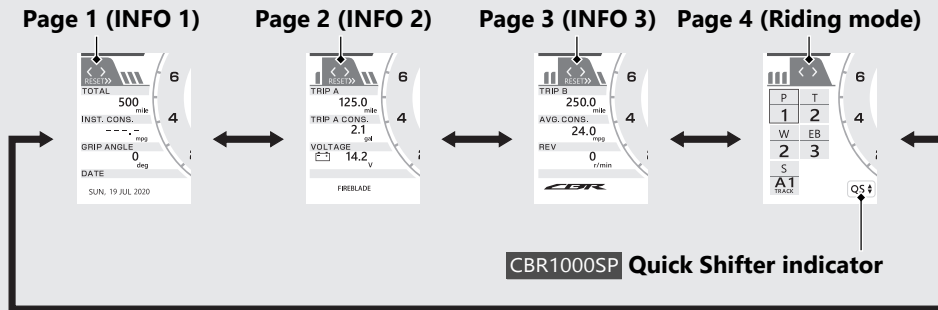 Page 1 (INFO 1)
Page 2 (INFO 2)
Page 3 (INFO 3)
Page 4 (Riding mode)
RESET
6
TOTAL
500
mile
INST. CONS.
4
---.-
mpg
GRIP ANGLE
0
deg
DATE
SUN, 19 JUL 2020
RESET
6
TRIP A
125.0
mile
TRIP A CONS.
4
2.1
gal
VOLTAGE
14.2
V
FIREBLADE
RESET
6
TRIP B
250.0
mile
AVG. CONS.
4
24.0
mpg
REV
0
r/min
CBR
6
P T
1 2
4
W EB
2 3
S
A1
TRACK
QS
CBR1000SP Quick Shifter indicator